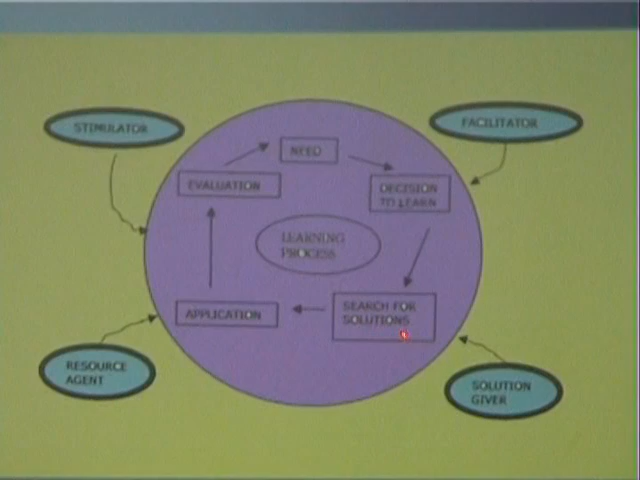 STIMULATOR
FACILITATOR
NEED
EVALUATION
DECISION
TO LEARN
LEARNING
PROCESS
APPLICATION
SEARCH FOR
SOLUTIONS
RESOURCE
AGENT
SOLUTION
GIVER